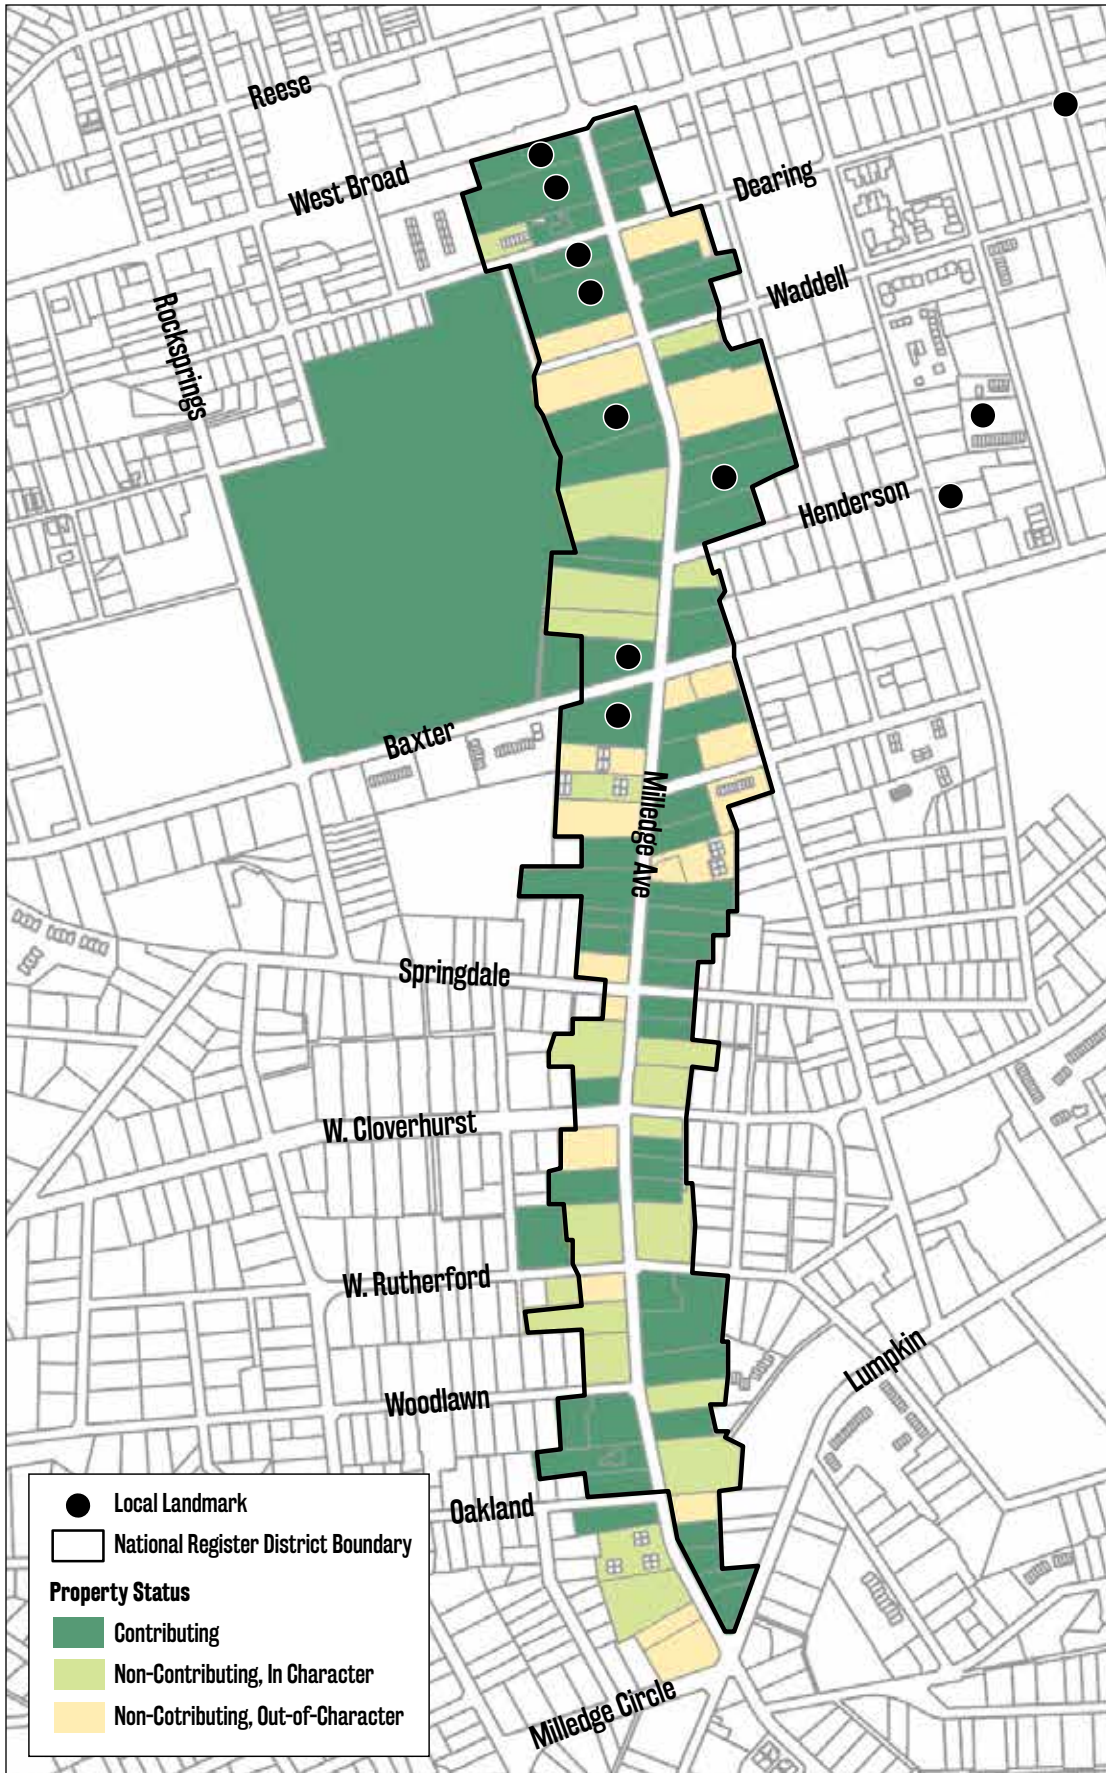 Reese
West Broad
Dearing
Waddell
Rocksprings
Henderson
Baxter
Milledge Ave
Springdale
W. Cloverhurst
W. Rutherford
Lumpkin
Woodlawn
Oakland
Milledge Circle
Local Landmark
National Register District Boundary
Property Status
Contributing
Non-Contributing, In Character
Non-Cotributing, Out-of-Character